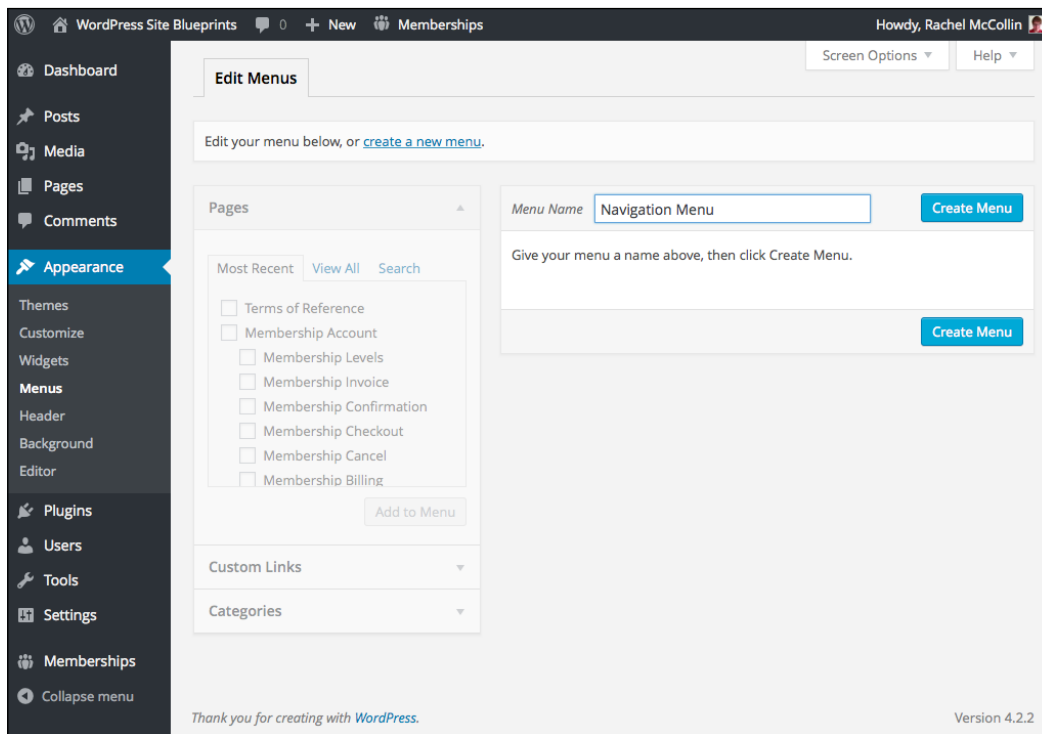 WordPress Site Blueprints 0 + New Memberships Howdy, Rachel McCollin
Screen Options Help
Dashboard
Posts
Media
Pages
Comments
Appearance
Themes
Customize
Widgets
Menus
Header
Background
Editor
Plugins
Users
Tools
Settings
Memberships
Collapse menu
Edit Menus
Edit your menu below, or create a new menu.
Pages
Most Recent View All Search
Terms of Reference
Membership Account
Membership Levels
Membership Invoice
Membership Confirmation
Membership Checkout
Membership Cancel
Membership Billing
Add to Menu
Custom Links
Categories
Menu Name Navigation Menu Create Menu
Give your menu a name above, then click Create Menu.
Create Menu
Thank you for creating with WordPress. Version 4.2.2